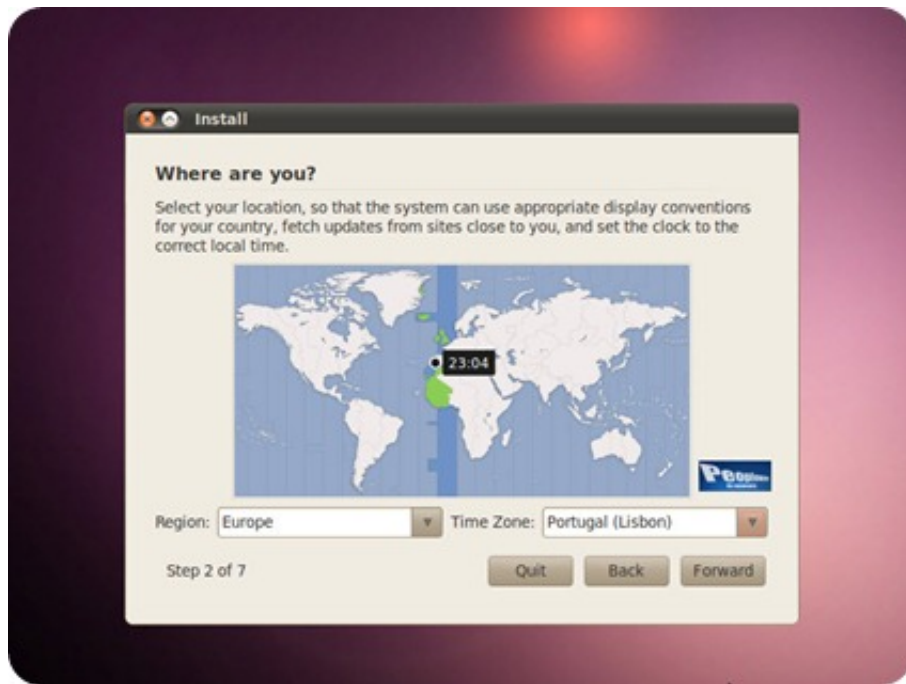 Install
Where are you?
Select your location, so that the system can use appropriate display conventions
for your country, fetch updates from sites close to you, and set the clock to the
correct local time.
23:04
Region: Europe Time Zone: Portugal (Lisbon)
Step 2 of 7 Quit Back Forward